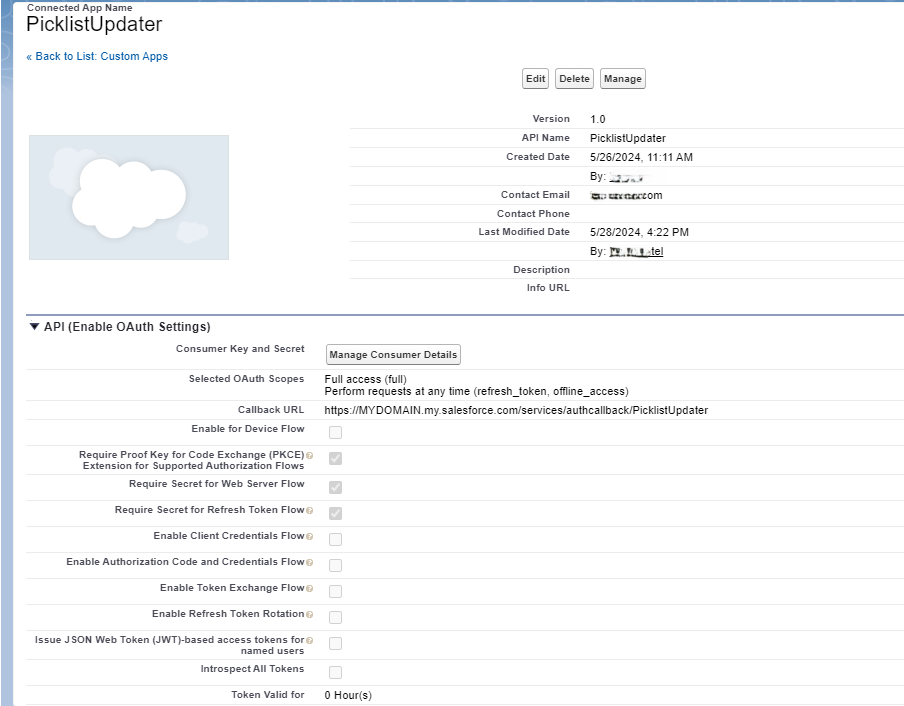 Connected App Name
PicklistUpdater
« Back to List: Custom Apps
Edit Delete Manage
Version 1.0
API Name PicklistUpdater
Created Date 5/26/2024, 11:11 AM
By:
Contact Email com
Contact Phone
Last Modified Date 5/28/2024, 4:22 PM
By: tel
Description
Info URL
API (Enable OAuth Settings)
Consumer Key and Secret Manage Consumer Details
Selected OAuth Scopes Full access (full)
Perform requests at any time (refresh_token, offline_access)
Callback URL https://MYDOMAIN.my.salesforce.com/services/authcallback/PicklistUpdater
Enable for Device Flow
Require Proof Key for Code Exchange (PKCE)
Extension for Supported Authorization Flows
Require Secret for Web Server Flow
Require Secret for Refresh Token Flow
Enable Client Credentials Flow
Enable Authorization Code and Credentials Flow
Enable Token Exchange Flow
Enable Refresh Token Rotation
Issue JSON Web Token (JWT)-based access tokens for
named users
Introspect All Tokens
Token Valid for 0 Hour(s)